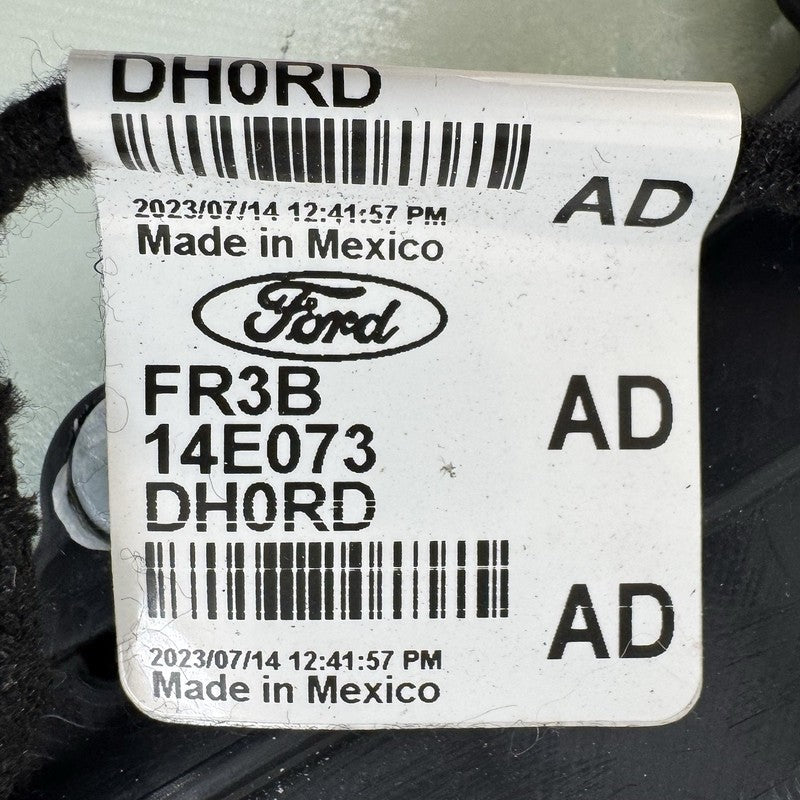 DH0RD
AD
2023/07/14 12:41:57 PM
Made in Mexico
Ford
FR3B
AD
14E073
DH0RD
AD
2023/07/14 12:41:57 PM
Made in Mexico